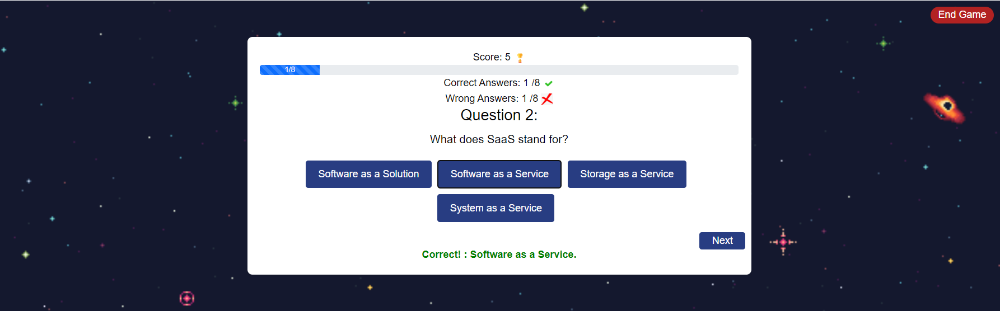 End Game
Score: 5
1/8
Correct Answers: 1 /8
Wrong Answers: 1 /8
Question 2:
What does SaaS stand for?
Software as a Solution
Software as a Service
Storage as a Service
System as a Service
Next
Correct! : Software as a Service.